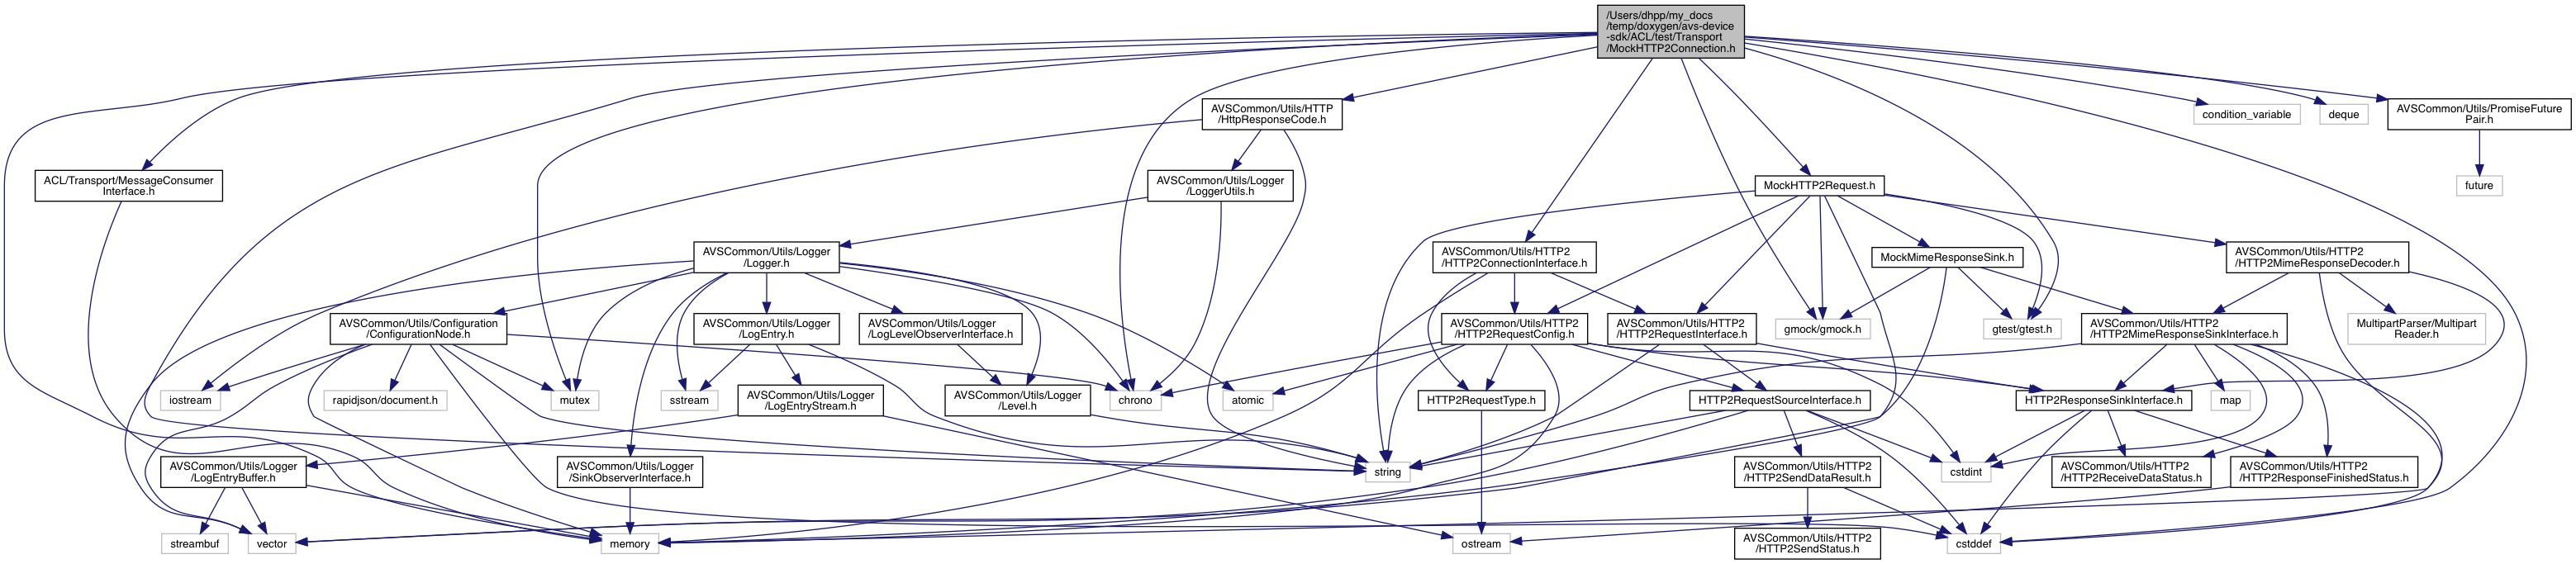 /Users/dhpp/my_docs
/temp/doxygen/avs-device
-sdk/ACL/test/Transport
/MockHTTP2Connection.h
AVSCommon/Utils/HTTP
/HttpResponseCode.h
condition_variable
deque
AVSCommon/Utils/PromiseFuture
Pair.h
ACL/Transport/MessageConsumer
Interface.h
AVSCommon/Utils/Logger
/LoggerUtils.h
MockHTTP2Request.h
future
AVSCommon/Utils/Logger
/Logger.h
AVSCommon/Utils/HTTP2
/HTTP2ConnectionInterface.h
MockMimeResponseSink.h
AVSCommon/Utils/HTTP2
/HTTP2MimeResponseDecoder.h
AVSCommon/Utils/Configuration
/ConfigurationNode.h
AVSCommon/Utils/Logger
/LogEntry.h
AVSCommon/Utils/Logger
/LogLevelObserverInterface.h
AVSCommon/Utils/HTTP2
/HTTP2RequestConfig.h
AVSCommon/Utils/HTTP2
/HTTP2RequestInterface.h
gmock/gmock.h
gtest/gtest.h
AVSCommon/Utils/HTTP2
/HTTP2MimeResponseSinkInterface.h
MultipartParser/Multipart
Reader.h
iostream
rapidjson/document.h
mutex
sstream
AVSCommon/Utils/Logger
/LogEntryStream.h
AVSCommon/Utils/Logger
/Level.h
chrono
atomic
HTTP2RequestType.h
HTTP2RequestSourceInterface.h
HTTP2ResponseSinkInterface.h
map
AVSCommon/Utils/Logger
/LogEntryBuffer.h
AVSCommon/Utils/Logger
/SinkObserverInterface.h
string
AVSCommon/Utils/HTTP2
/HTTP2SendDataResult.h
cstdint
AVSCommon/Utils/HTTP2
/HTTP2ReceiveDataStatus.h
AVSCommon/Utils/HTTP2
/HTTP2ResponseFinishedStatus.h
streambuf
vector
memory
ostream
AVSCommon/Utils/HTTP2
/HTTP2SendStatus.h
cstddef